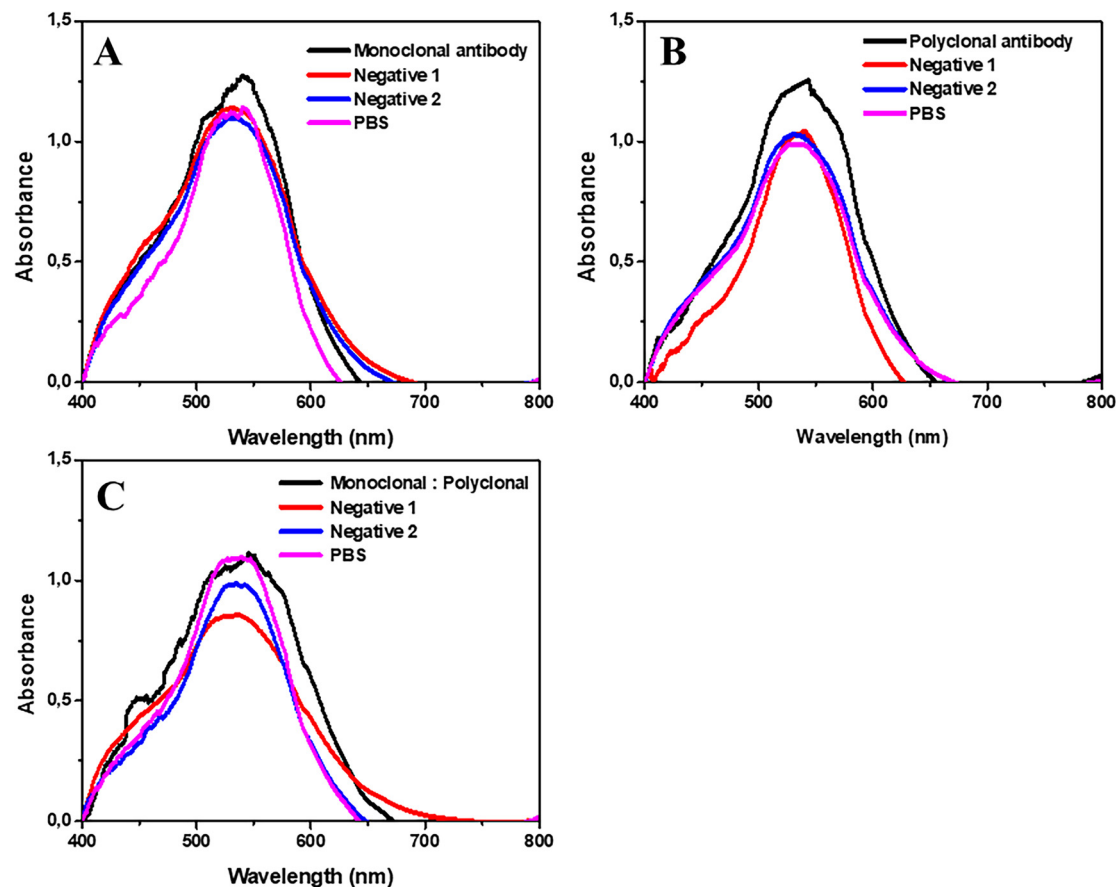 A
Monoclonal antibody
Negative 1
Negative 2
PBS
Absorbance
1,5
1,0
0,5
0,0
400 500 600 700 800
Wavelength (nm)
B
Polyclonal antibody
Negative 1
Negative 2
PBS
Absorbance
1,5
1,0
0,5
0,0
400 500 600 700 800
Wavelength (nm)
C
Monoclonal : Polyclonal
Negative 1
Negative 2
PBS
Absorbance
1,5
1,0
0,5
0,0
400 500 600 700 800
Wavelength (nm)